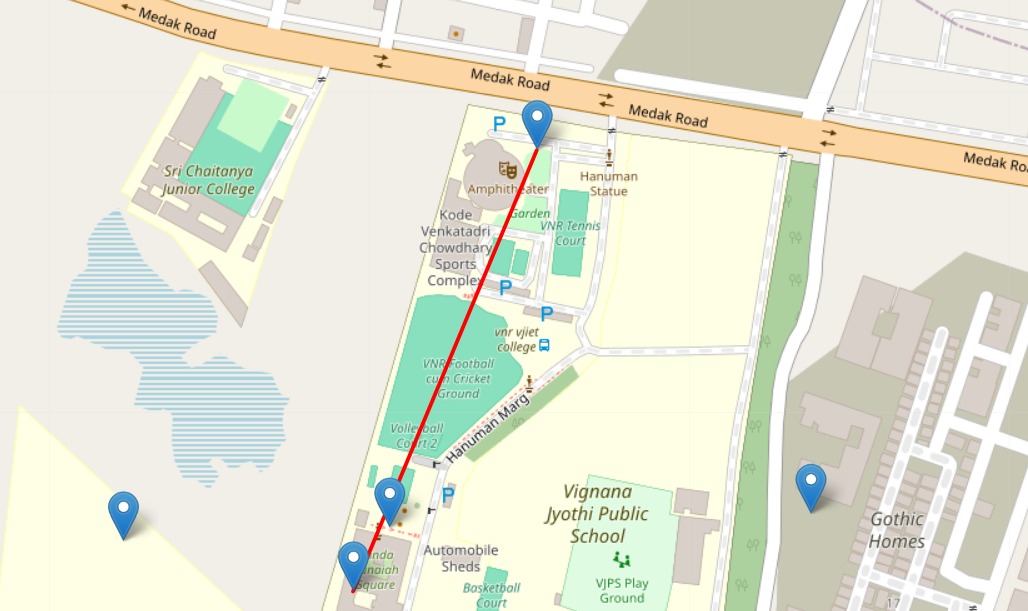 Medak Road
Medak Road
Medak Road
Medak Ro
P
Sri Chaitanya
Junior College
Amphitheater
Hanuman
Statue
Garden
VNR Tennis
Court
Kode
Venkatadri
Chowdhary
Sports
Complex
P
P
vnr vjiet
college
VNR Football
cum Cricket
Ground
Volleyball
Court 2
Hanuman Marg
P
Vignana
Jyothi Public
School
Gothic
Homes
Automobile
Sheds
Square
VJPS Play
Ground
Basketball
Court
17